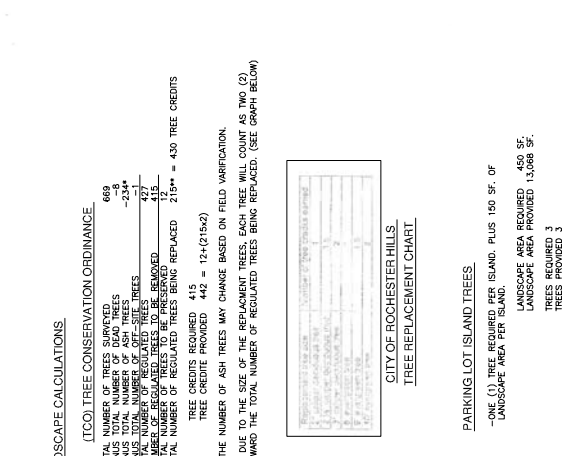 DSCAPE CALCULATIONS
(TCO) TREE CONSERVATION ORDINANCE
TAL NUMBER OF TREES SURVEYED 669
NUS TOTAL NUMBER OF DEAD TREES -8
NUS TOTAL NUMBER OF ASH TREES -234*
NUS TOTAL NUMBER OF OFF-SITE TREES -1
TAL NUMBER OF REGULATED TREES 427
MBER OF REGULATED TREES TO BE REMOVED 415
TAL NUMBER OF TREES TO BE PRESERVED 12
TAL NUMBER OF REGULATED TREES BEING REPLACED 215** = 430 TREE CREDITS
TREE CREDITS REQUIRED 415
TREE CREDITE PROVIDED 442 = 12+(215x2)
THE NUMBER OF ASH TREES MAY CHANGE BASED ON FIELD VARIFICATION.
DUE TO THE SIZE OF THE REPLACMENT TREES, EACH TREE WILL COUNT AS TWO (2)
WARD THE TOTAL NUMBER OF REGULATED TREES BEING REPLACED. (SEE GRAPH BELOW)
CITY OF ROCHESTER HILLS
TREE REPLACEMENT CHART
PARKING LOT ISLAND TREES
-ONE (1) TREE REQUIRED PER ISLAND. PLUS 150 SF. OF
LANDSCAPE AREA PER ISLAND.
LANDSCAPE AREA REQUIRED 450 SF.
LANDSCAPE AREA PROVIDED 13,068 SF.
TREES REQUIRED 3
TREES PROVIDED 3